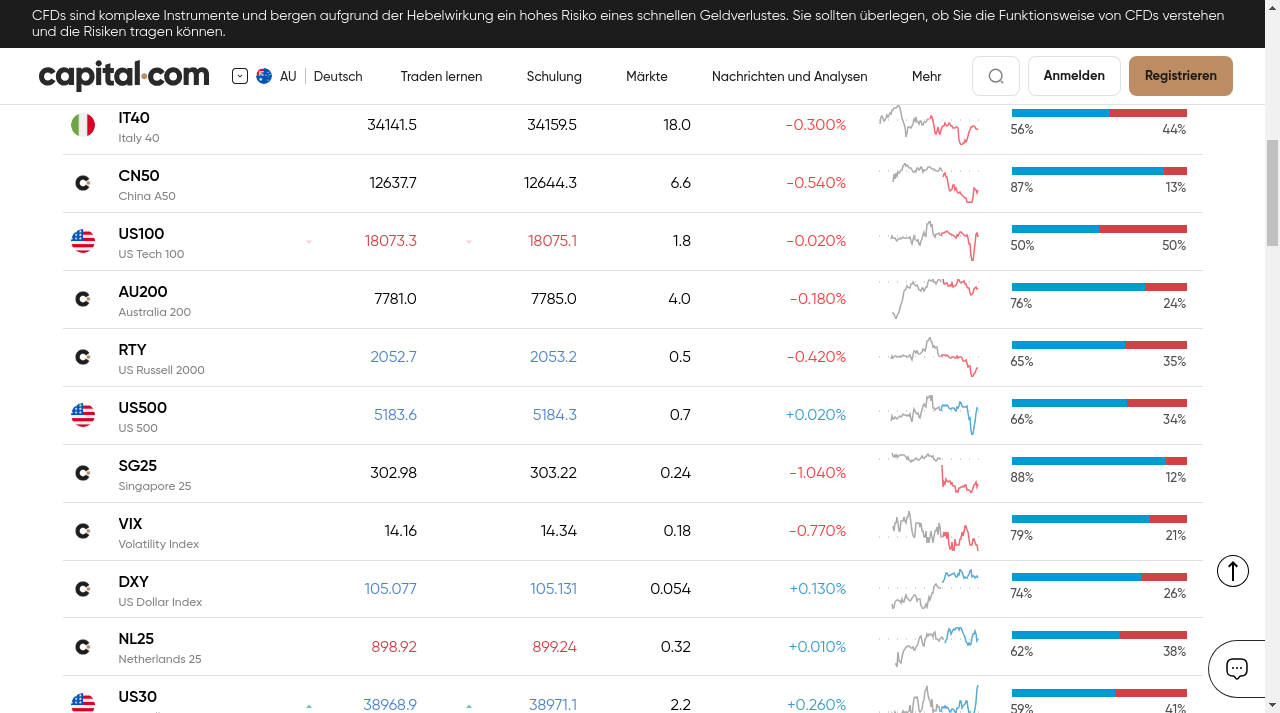 CFDs sind komplexe Instrumente und bergen aufgrund der Hebelwirkung ein hohes Risiko eines schnellen Geldverlustes. Sie sollten überlegen, ob Sie die Funktionsweise von CFDs verstehen
und die Risiken tragen können.
capital.com AU Deutsch Traden lernen Schulung Märkte Nachrichten und Analysen Mehr Anmelden Registrieren
IT40 34141.5 34159.5 18.0 -0.300%
Italy 40 56% 44%
CN50 12637.7 12644.3 6.6 -0.540%
China A50 87% 13%
US100 18073.3 18075.1 1.8 -0.020%
US Tech 100 50% 50%
AU200 7781.0 7785.0 4.0 -0.180%
Australia 200 76% 24%
RTY 2052.7 2053.2 0.5 -0.420%
US Russell 2000 65% 35%
US500 5183.6 5184.3 0.7 +0.020%
US 500 66% 34%
SG25 302.98 303.22 0.24 -1.040%
Singapore 25 88% 12%
VIX 14.16 14.34 0.18 -0.770%
Volatility Index 79% 21%
DXY 105.077 105.131 0.054 +0.130%
US Dollar Index 74% 26%
NL25 898.92 899.24 0.32 +0.010%
Netherlands 25 62% 38%
US30 38968.9 38971.1 2.2 +0.260%
59% 41%